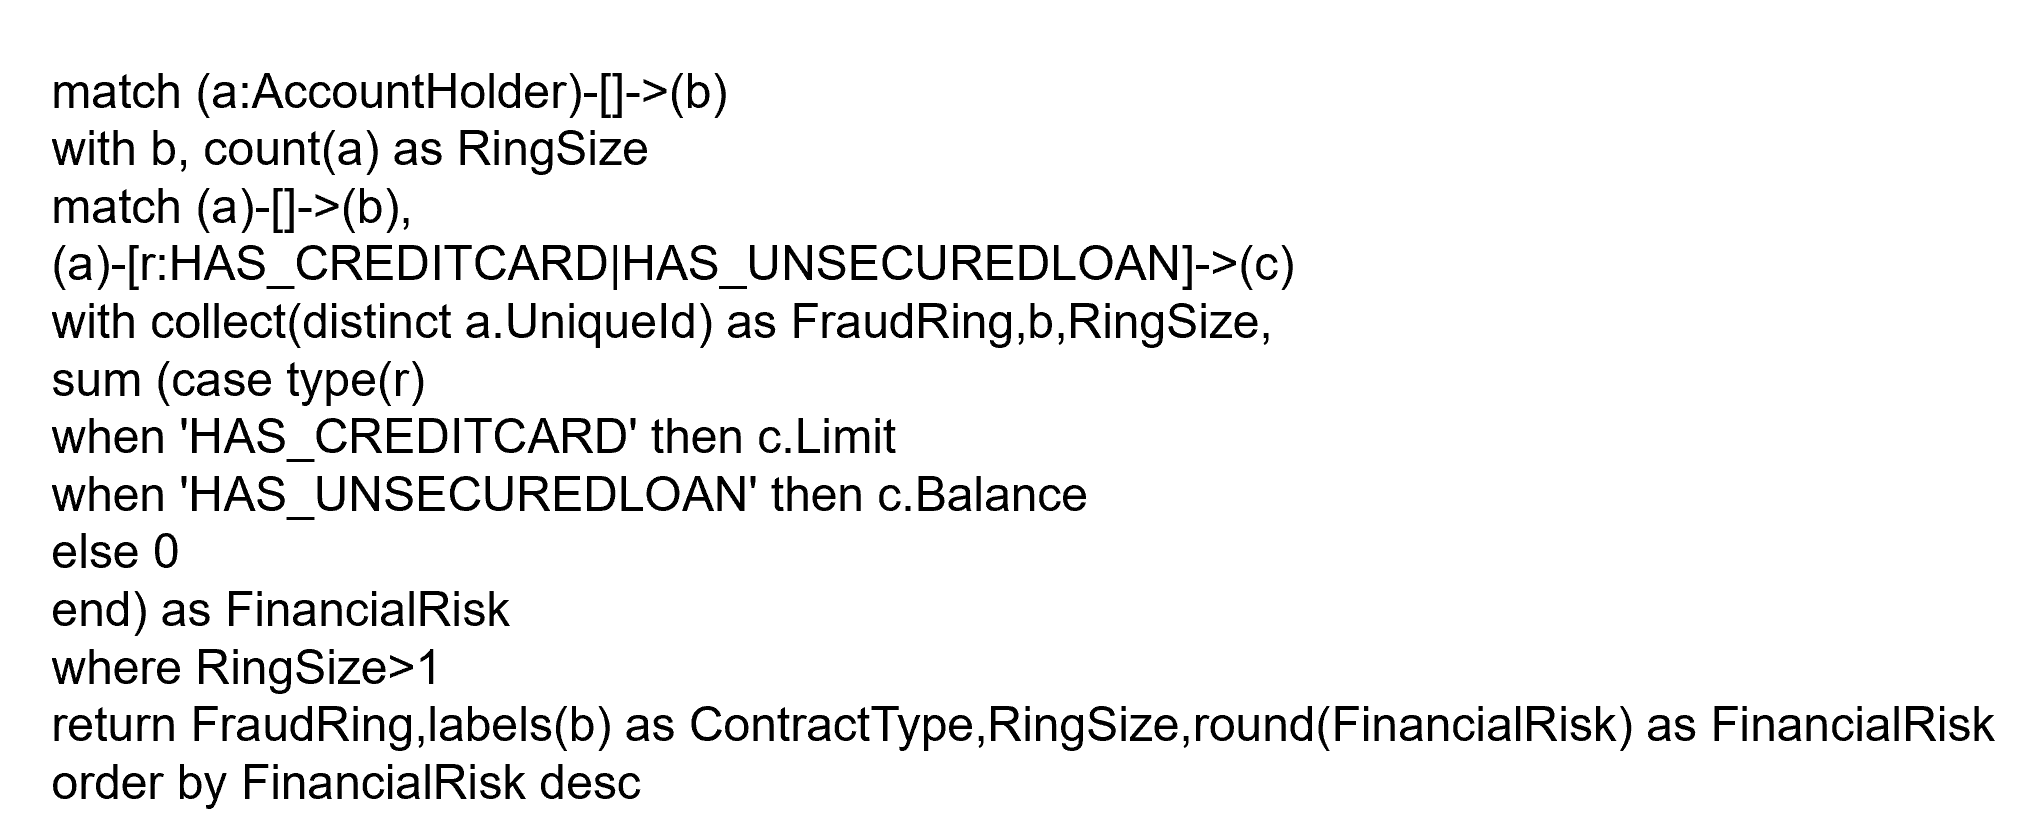 match (a:AccountHolder)-[]->(b)
with b, count(a) as RingSize
match (a)-[]->(b),
(a)-[r:HAS_CREDITCARD|HAS_UNSECUREDLOAN]->(c)
with collect(distinct a.UniqueId) as FraudRing,b,RingSize,
sum (case type(r)
when 'HAS_CREDITCARD' then c.Limit
when 'HAS_UNSECUREDLOAN' then c.Balance
else 0
end) as FinancialRisk
where RingSize>1
return FraudRing,labels(b) as ContractType,RingSize,round(FinancialRisk) as FinancialRisk
order by FinancialRisk desc